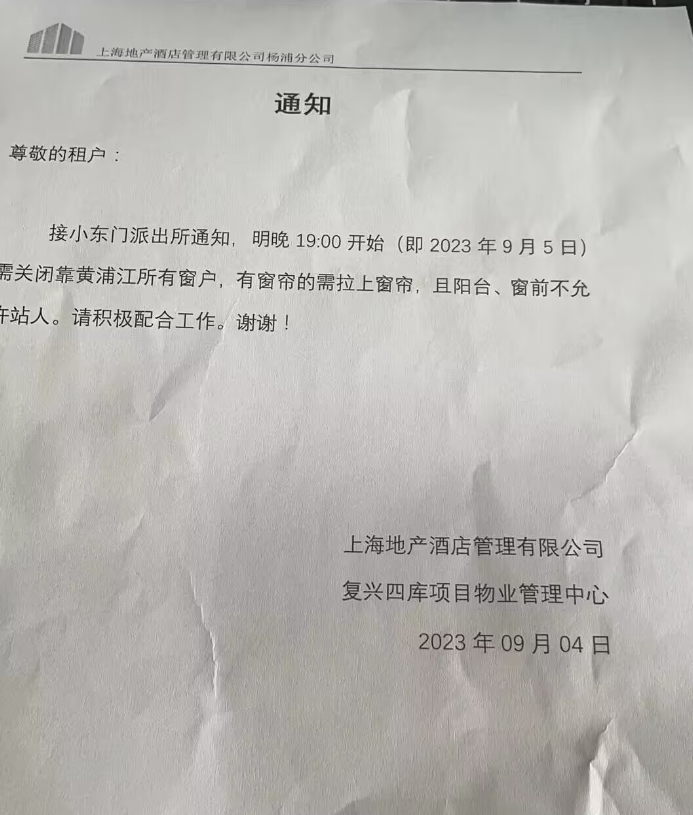 上海地产酒店管理有限公司杨浦分公司
通知
尊敬的租户：
接小东门派出所通知，明晚 19:00 开始（即 2023 年 9 月 5 日）
需关闭靠黄浦江所有窗户，有窗帘的需拉上窗帘，且阳台、窗前不允
许站人。请积极配合工作。谢谢！
上海地产酒店管理有限公司
复兴四库项目物业管理中心
2023 年 09 月 04 日